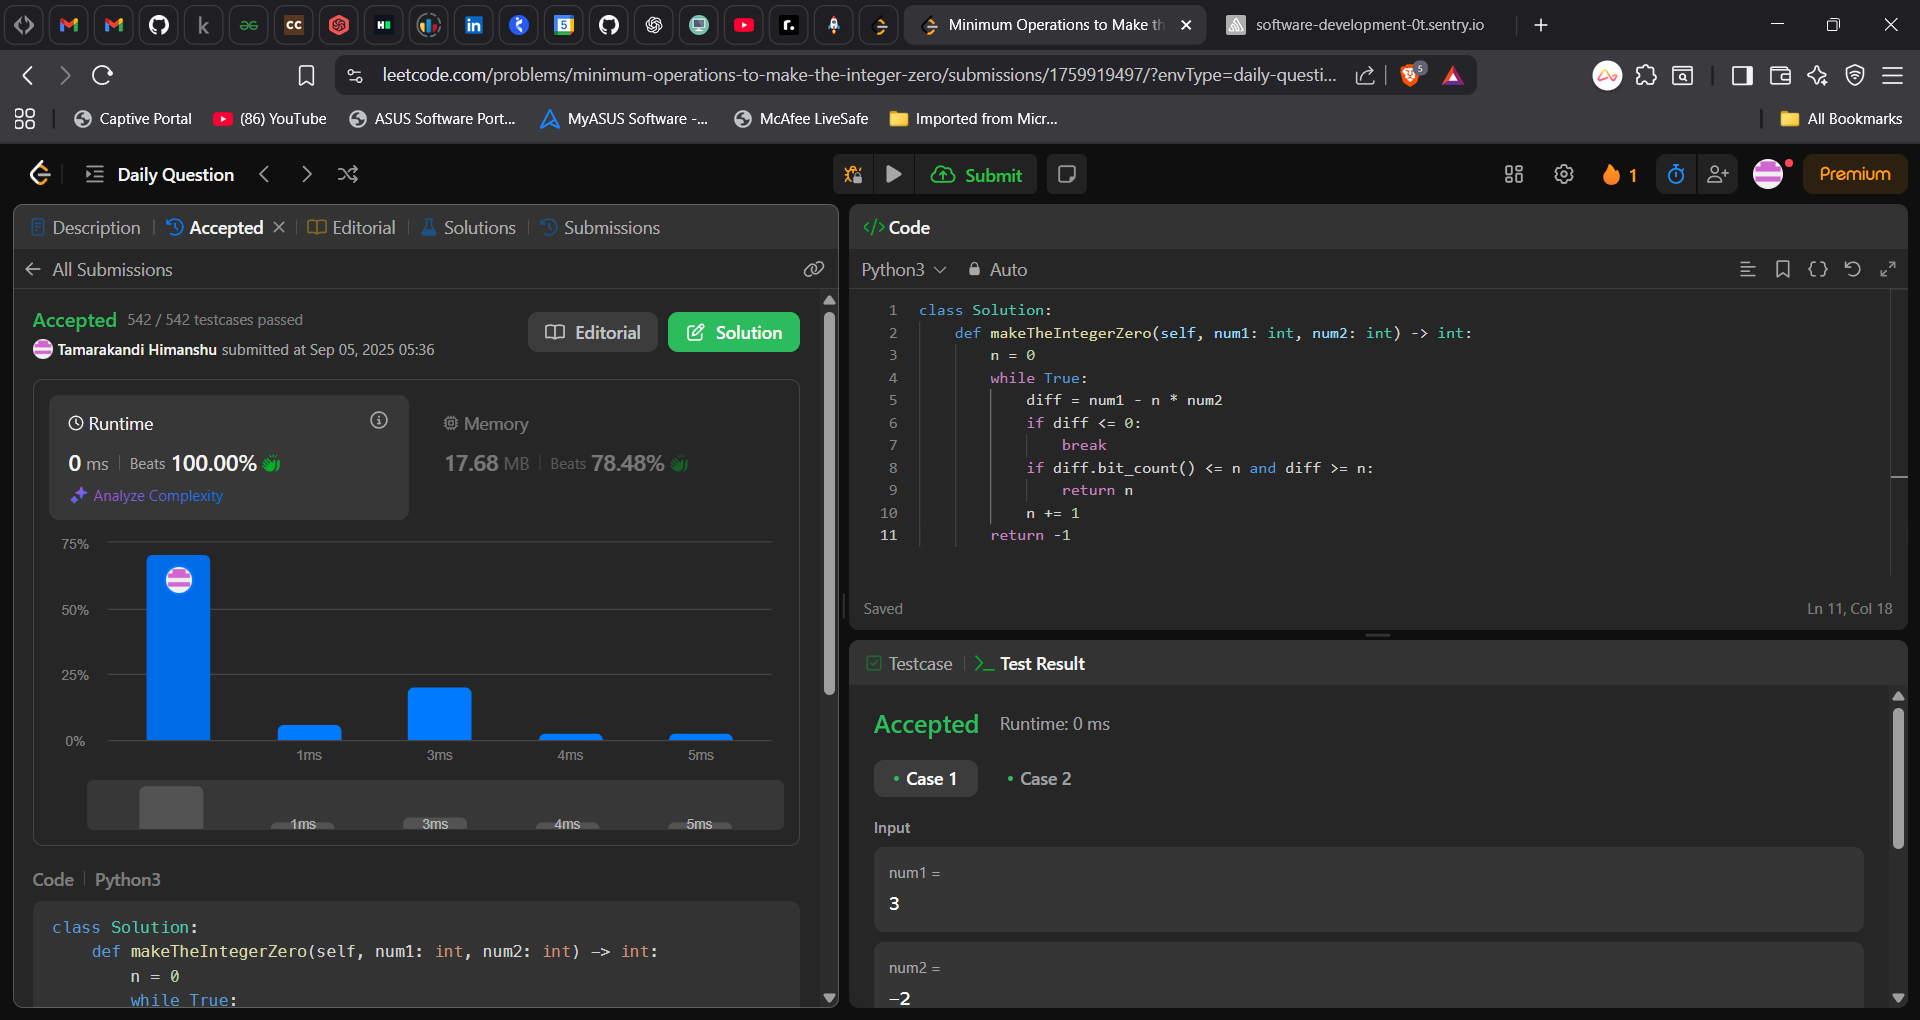 Minimum Operations to Make th
software-development-0t.sentry.io
leetcode.com/problems/minimum-operations-to-make-the-integer-zero/submissions/1759919497/?envType=daily-questi...
5
Captive Portal
(86) YouTube
ASUS Software Port...
MyASUS Software -...
McAfee LiveSafe
Imported from Micr...
All Bookmarks
Daily Question
Submit
1
Premium
Description
Accepted
Editorial
Solutions
Submissions
All Submissions
Accepted 542 / 542 testcases passed
Tamarakandi Himanshu submitted at Sep 05, 2025 05:36
Editorial
Solution
Runtime
0 ms Beats 100.00%
Analyze Complexity
Memory
17.68 MB Beats 78.48%
75%
50%
25%
0%
1ms 3ms 4ms 5ms
1ms 3ms 4ms 5ms
Code Python3
class Solution:
def makeTheIntegerZero(self, num1: int, num2: int) -> int:
n = 0
while True:
</> Code
Python3 Auto
1 class Solution:
2 def makeTheIntegerZero(self, num1: int, num2: int) -> int:
3 n = 0
4 while True:
5 diff = num1 - n * num2
6 if diff <= 0:
7 break
8 if diff.bit_count() <= n and diff >= n:
9 return n
10 n += 1
11 return -1
Saved
Ln 11, Col 18
Testcase
Test Result
Accepted Runtime: 0 ms
Case 1
Case 2
Input
num1 =
3
num2 =
-2